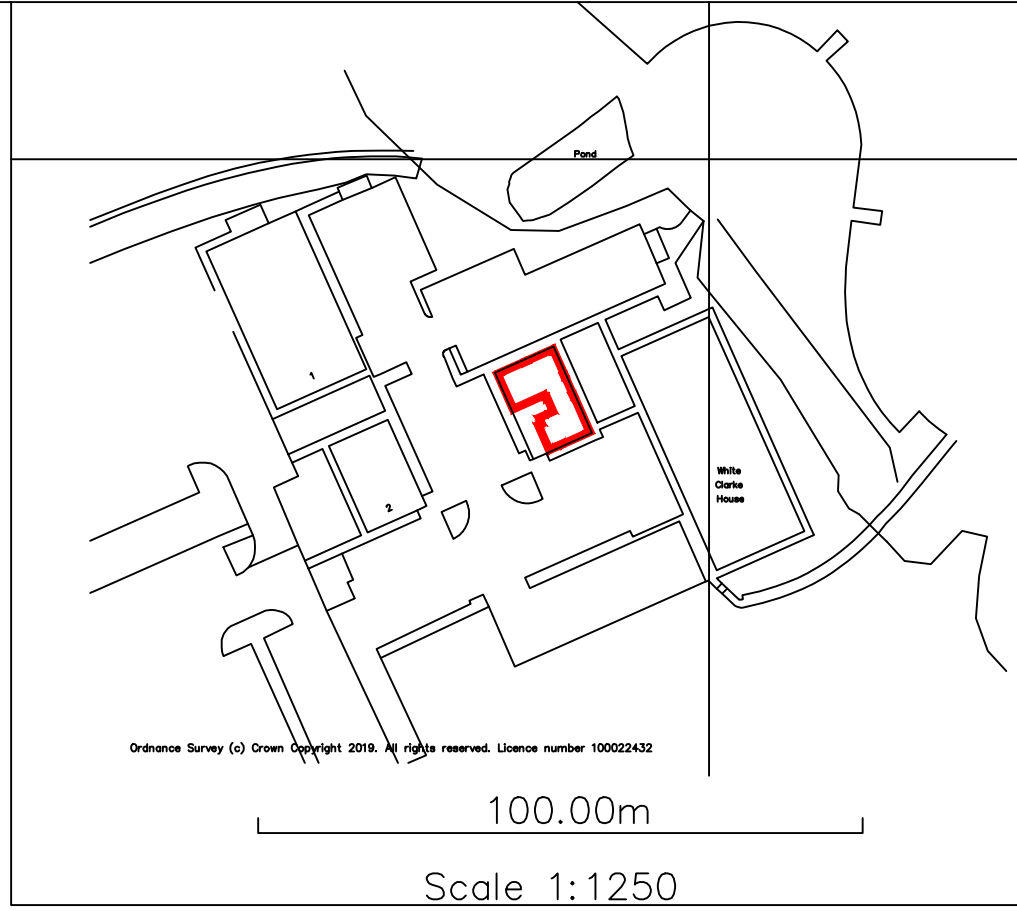 Pond
1
White
Clarke
House
2
Ordnance Survey (c) Crown Copyright 2019. All rights reserved. Licence number 100022432
100.00m
Scale 1:1250